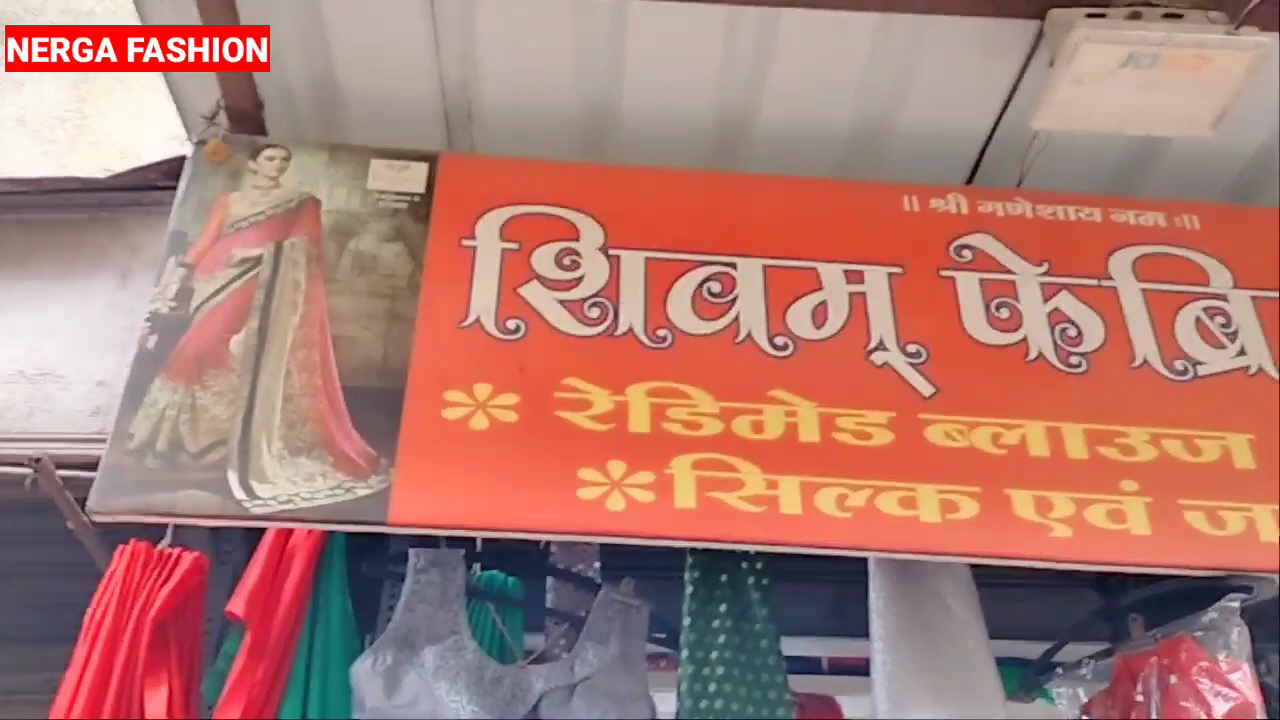 NERGA FASHION
॥ श्री गणेशाय नमः ॥
शिवम् फेब्रि
* रेडिमेड ब्लाउज
* सिल्क एवं ज